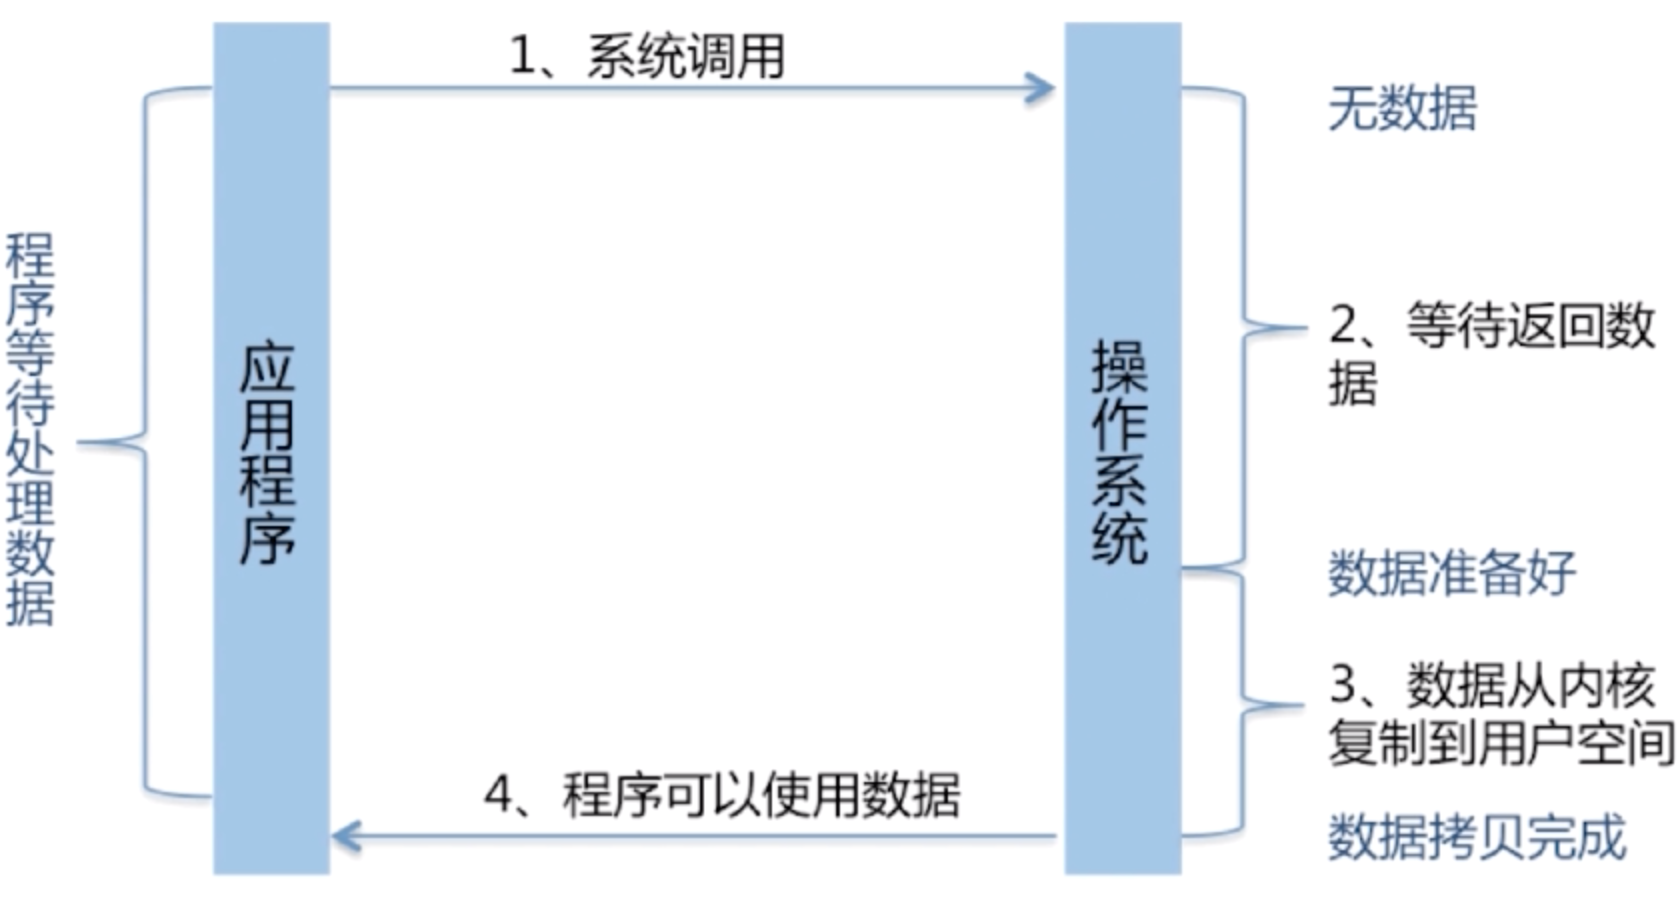 1、系统调用
无数据
程序等待处理数据
应用程序
操作系统
2、等待返回数
据
数据准备好
3、数据从内核
复制到用户空间
4、程序可以使用数据
数据拷贝完成